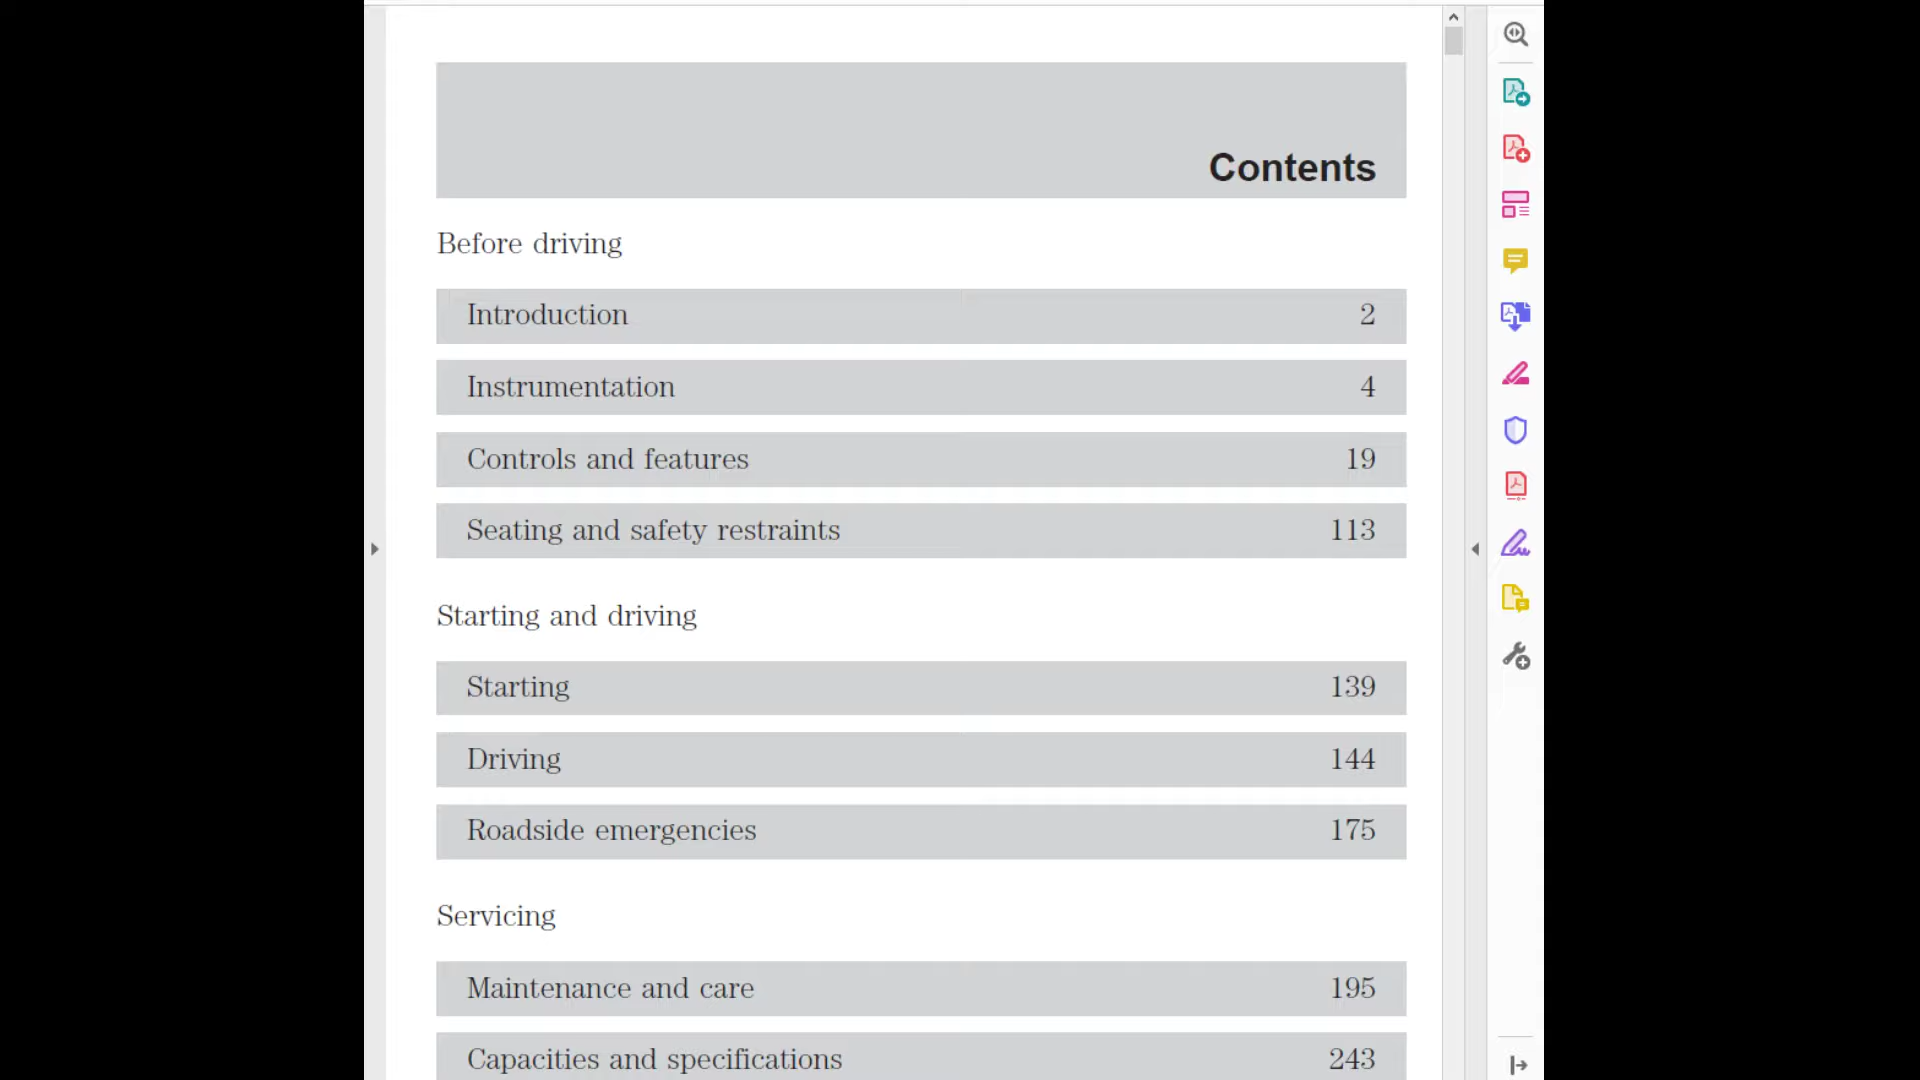 Contents
Before driving
Introduction 2
Instrumentation 4
Controls and features 19
Seating and safety restraints 113
Starting and driving
Starting 139
Driving 144
Roadside emergencies 175
Servicing
Maintenance and care 195
Capacities and specifications 243